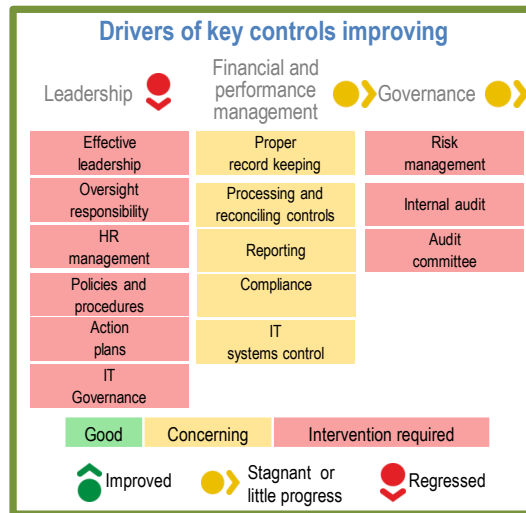 Drivers of key controls improving
Leadership
Financial and
performance
management
Governance
Effective
leadership
Oversight
responsibility
HR
management
Policies and
procedures
Action
plans
IT
Governance
Proper
record keeping
Processing and
reconciling controls
Reporting
Compliance
IT
systems control
Risk
management
Internal audit
Audit
committee
Good
Concerning
Intervention required
Improved
Stagnant or
little progress
Regressed